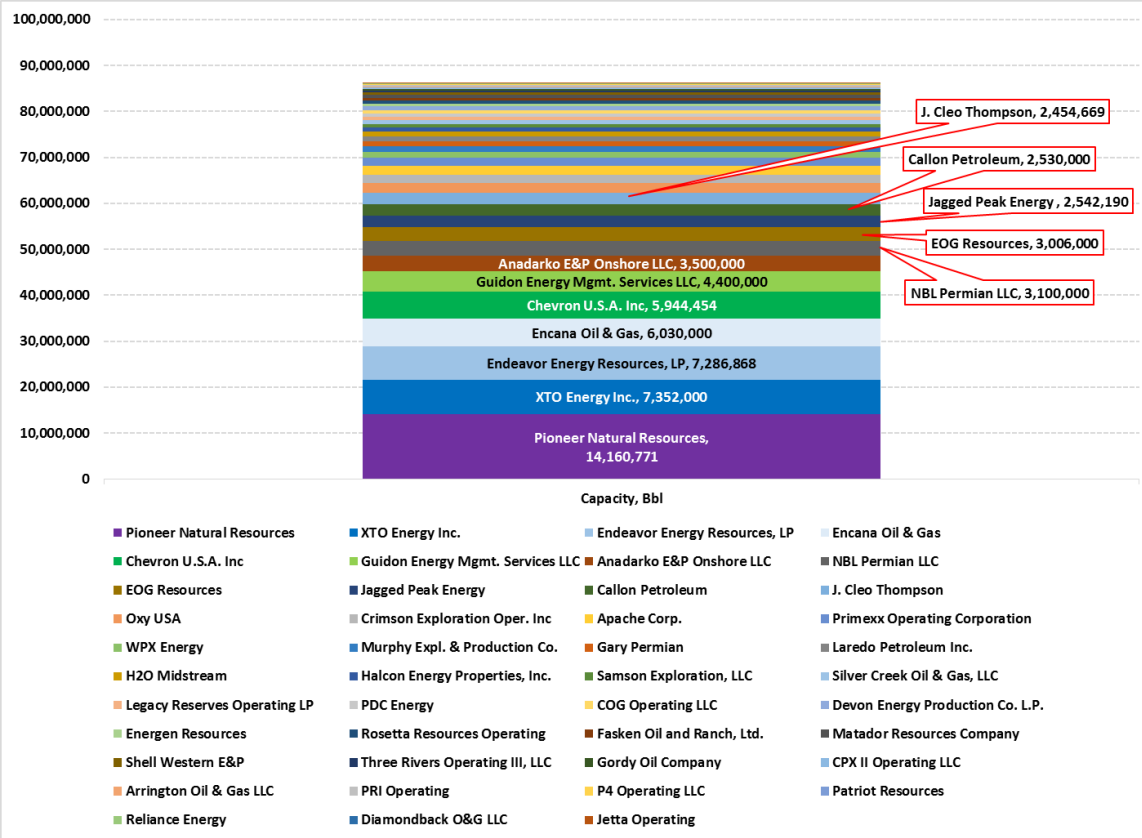 100,000,000
90,000,000
80,000,000
70,000,000
60,000,000
50,000,000
40,000,000
30,000,000
20,000,000
10,000,000
0
J. Cleo Thompson, 2,454,669
Callon Petroleum, 2,530,000
Jagged Peak Energy , 2,542,190
EOG Resources, 3,006,000
NBL Permian LLC, 3,100,000
Anadarko E&P Onshore LLC, 3,500,000
Guidon Energy Mgmt. Services LLC, 4,400,000
Chevron U.S.A. Inc, 5,944,454
Encana Oil & Gas, 6,030,000
Endeavor Energy Resources, LP, 7,286,868
XTO Energy Inc., 7,352,000
Pioneer Natural Resources,
14,160,771
Capacity, Bbl
Pioneer Natural Resources XTO Energy Inc. Endeavor Energy Resources, LP Encana Oil & Gas
Chevron U.S.A. Inc Guidon Energy Mgmt. Services LLC Anadarko E&P Onshore LLC NBL Permian LLC
EOG Resources Jagged Peak Energy Callon Petroleum J. Cleo Thompson
Oxy USA Crimson Exploration Oper. Inc Apache Corp. Primexx Operating Corporation
WPX Energy Murphy Expl. & Production Co. Gary Permian Laredo Petroleum Inc.
H2O Midstream Halcon Energy Properties, Inc. Samson Exploration, LLC Silver Creek Oil & Gas, LLC
Legacy Reserves Operating LP PDC Energy COG Operating LLC Devon Energy Production Co. L.P.
Energen Resources Rosetta Resources Operating Fasken Oil and Ranch, Ltd. Matador Resources Company
Shell Western E&P Three Rivers Operating III, LLC Gordy Oil Company CPX II Operating LLC
Arrington Oil & Gas LLC PRI Operating P4 Operating LLC Patriot Resources
Reliance Energy Diamondback O&G LLC Jetta Operating